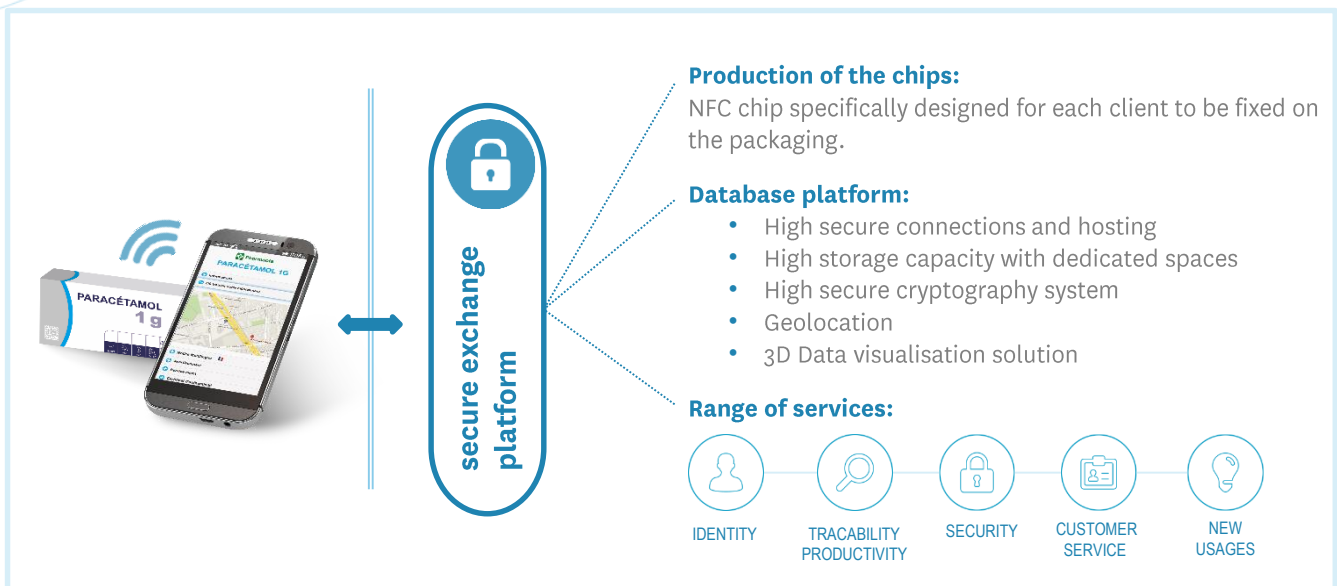 Production of the chips:
NFC chip specifically designed for each client to be fixed on
the packaging.
Database platform:
• High secure connections and hosting
• High storage capacity with dedicated spaces
• High secure cryptography system
• Geolocation
• 3D Data visualisation solution
Range of services:
IDENTITY
TRACABILITY
PRODUCTIVITY
SECURITY
CUSTOMER
SERVICE
NEW
USAGES
secure exchange
platform
PARACÉTAMOL
1 g
PARACÉTAMOL 1G